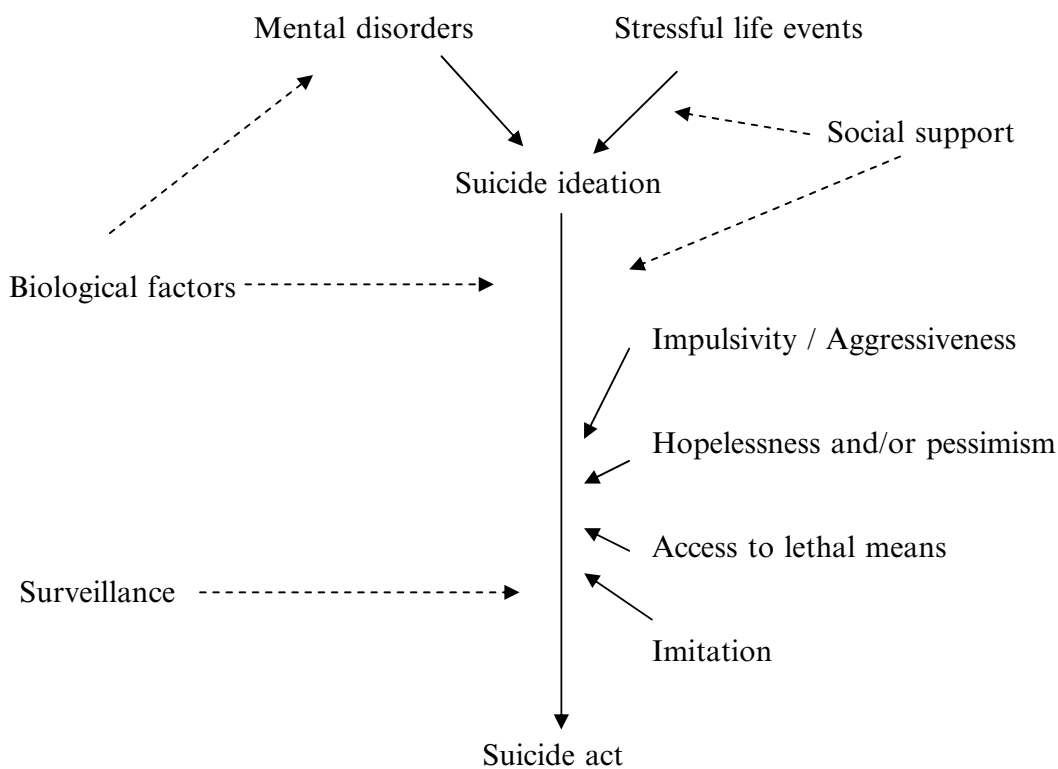 Mental disorders
Stressful life events
Social support
Suicide ideation
Biological factors
Impulsivity / Aggressiveness
Hopelessness and/or pessimism
Access to lethal means
Surveillance
Imitation
Suicide act